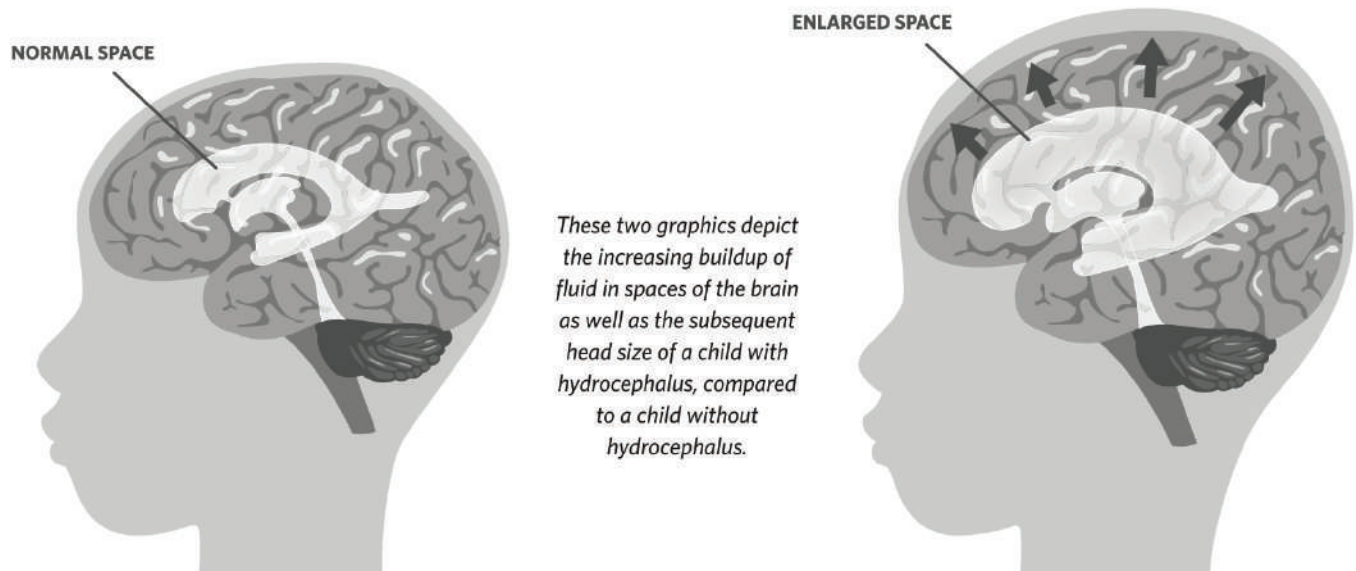 NORMAL SPACE
ENLARGED SPACE
These two graphics depict
the increasing buildup of
fluid in spaces of the brain
as well as the subsequent
head size of a child with
hydrocephalus, compared
to a child without
hydrocephalus.